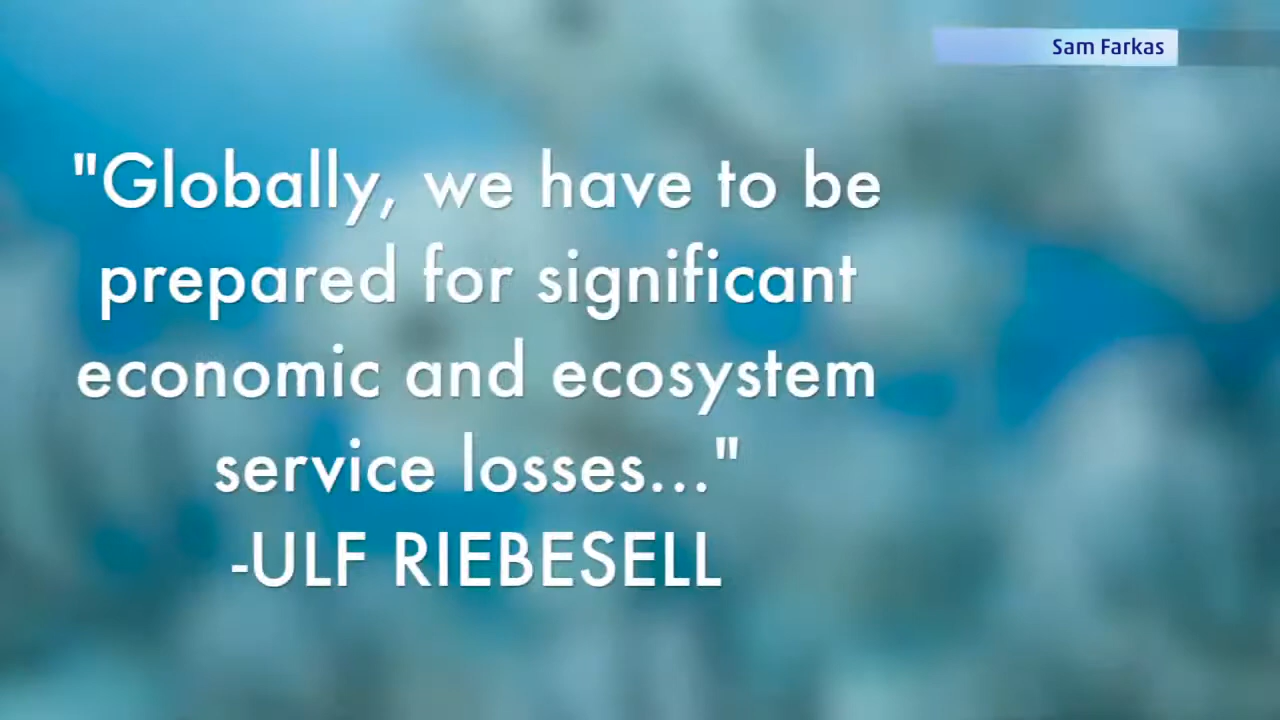 Sam Farkas
"Globally, we have to be
prepared for significant
economic and ecosystem
service losses..."
-ULF RIEBESELL